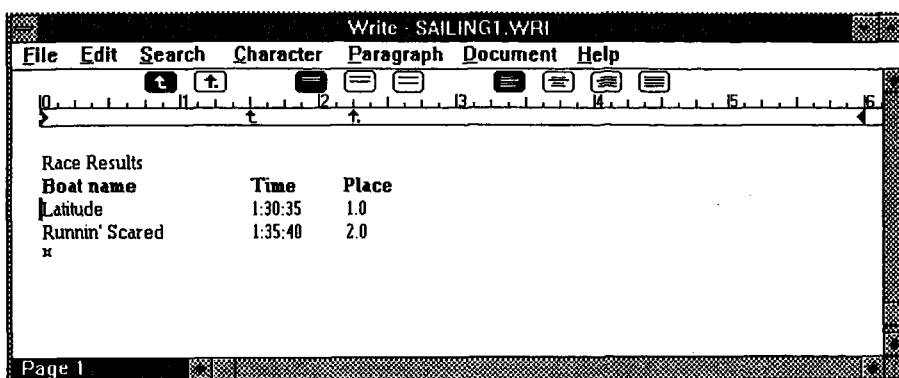 Write - SAILING1.WRI
File Edit Search Character Paragraph Document Help
0 1 2 3 4 5 6
Race Results
Boat name Time Place
Latitude 1:30:35 1.0
Runnin' Scared 1:35:40 2.0
¤
Page 1